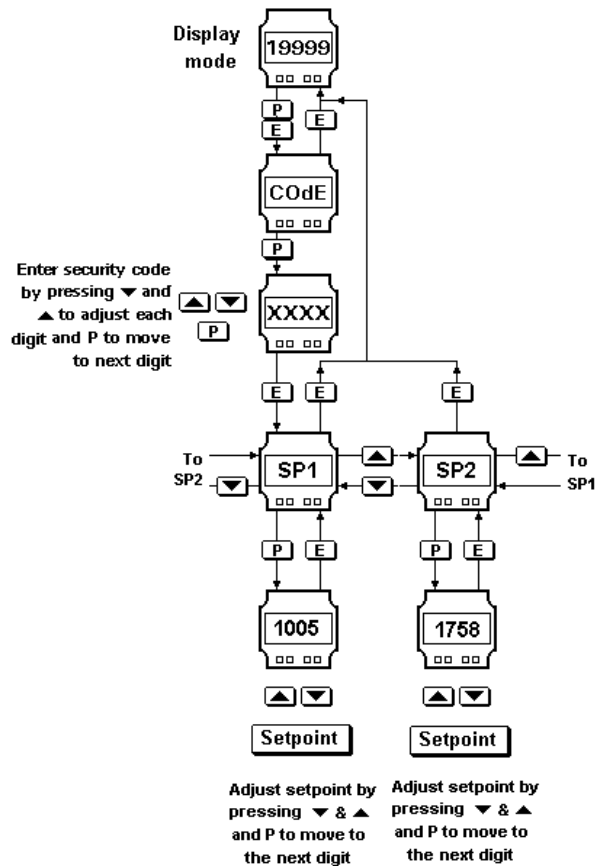 Display
mode
19999
P
E
E
COdE
P
Enter security code
by pressing ▼ and
▲ to adjust each
digit and P to move
to next digit
P
XXXX
E
E
E
To
SP2
SP1
SP2
To
SP1
P
E
P
E
1005
1758
Setpoint
Setpoint
Adjust setpoint by
pressing ▼ & ▲
and P to move to
the next digit
Adjust setpoint by
pressing ▼ & ▲
and P to move to
the next digit